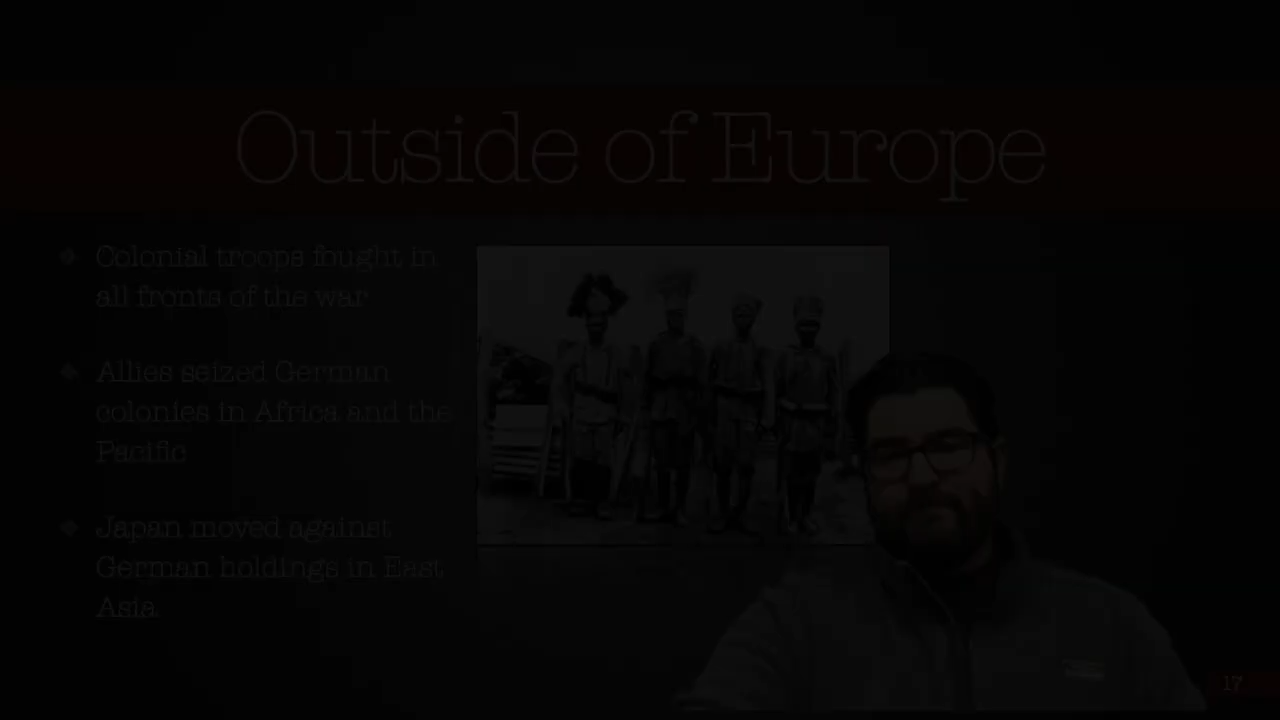 Outside of Europe
Colonial troops fought in
all fronts of the war
Allies seized German
colonies in Africa and the
Pacific
Japan moved against
German holdings in East
Asia
17